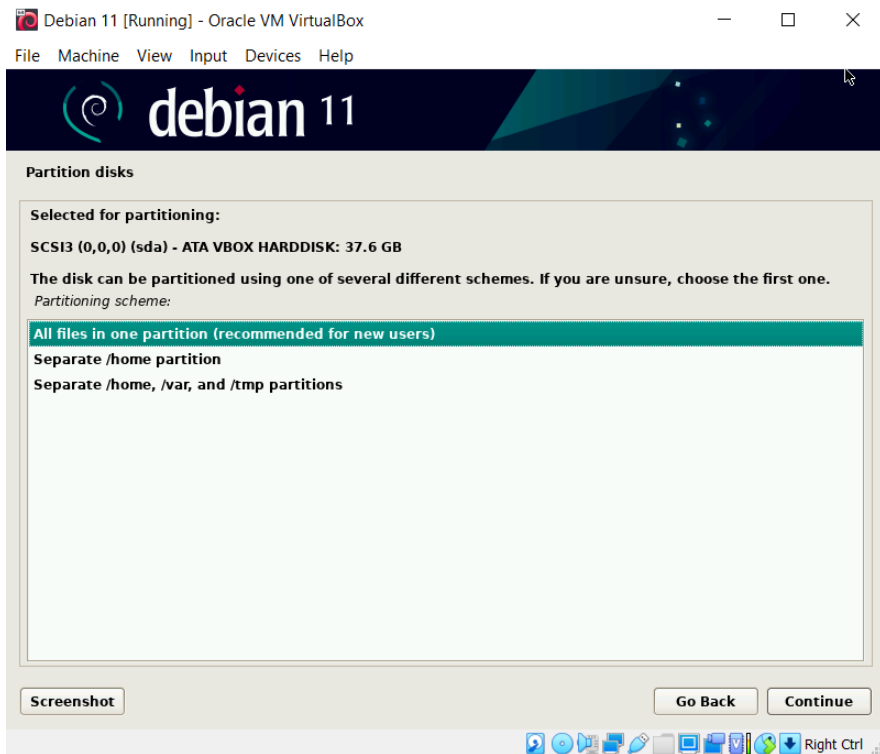 Debian 11 [Running] - Oracle VM VirtualBox
File Machine View Input Devices Help
debian 11
Partition disks
Selected for partitioning:
SCSI3 (0,0,0) (sda) - ATA VBOX HARDDISK: 37.6 GB
The disk can be partitioned using one of several different schemes. If you are unsure, choose the first one.
Partitioning scheme:
All files in one partition (recommended for new users)
Separate /home partition
Separate /home, /var, and /tmp partitions
Screenshot Go Back Continue
Right Ctrl